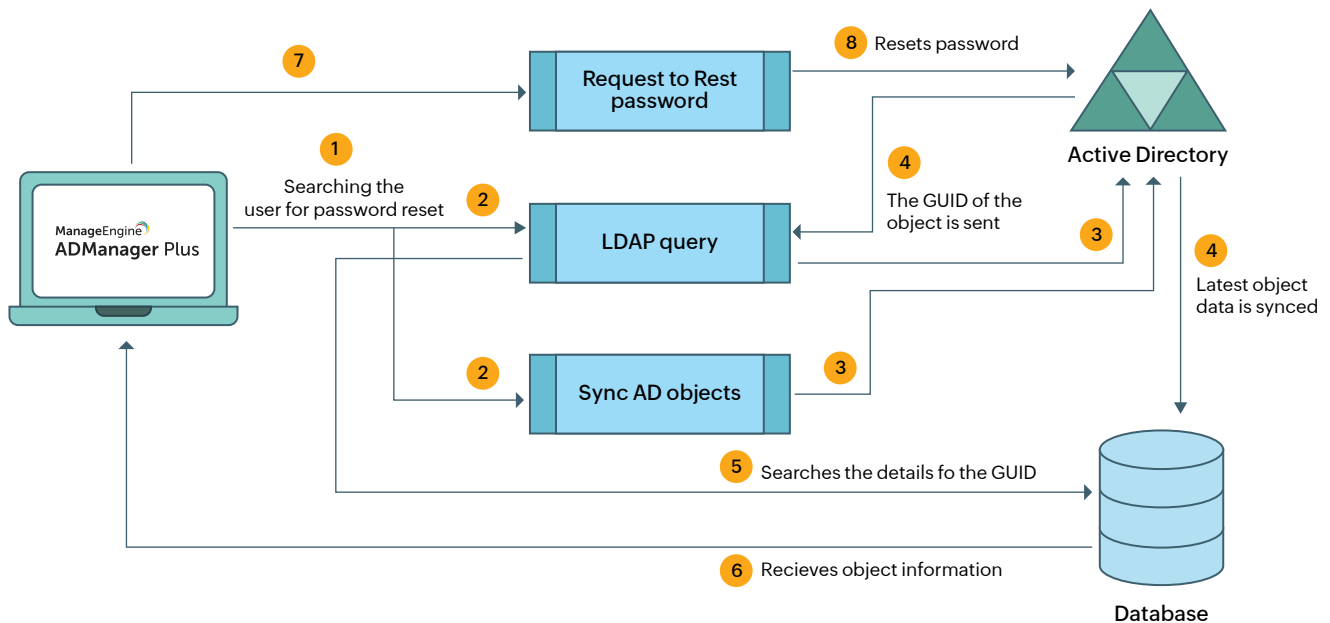 7
Request to Rest
password
8 Resets password
Active Directory
1
Searching the
user for password reset
ManageEngine
ADManager Plus
2
LDAP query
4
The GUID of the
object is sent
3
4
Latest object
data is synced
2
Sync AD objects
3
5 Searches the details fo the GUID
6 Recieves object information
Database